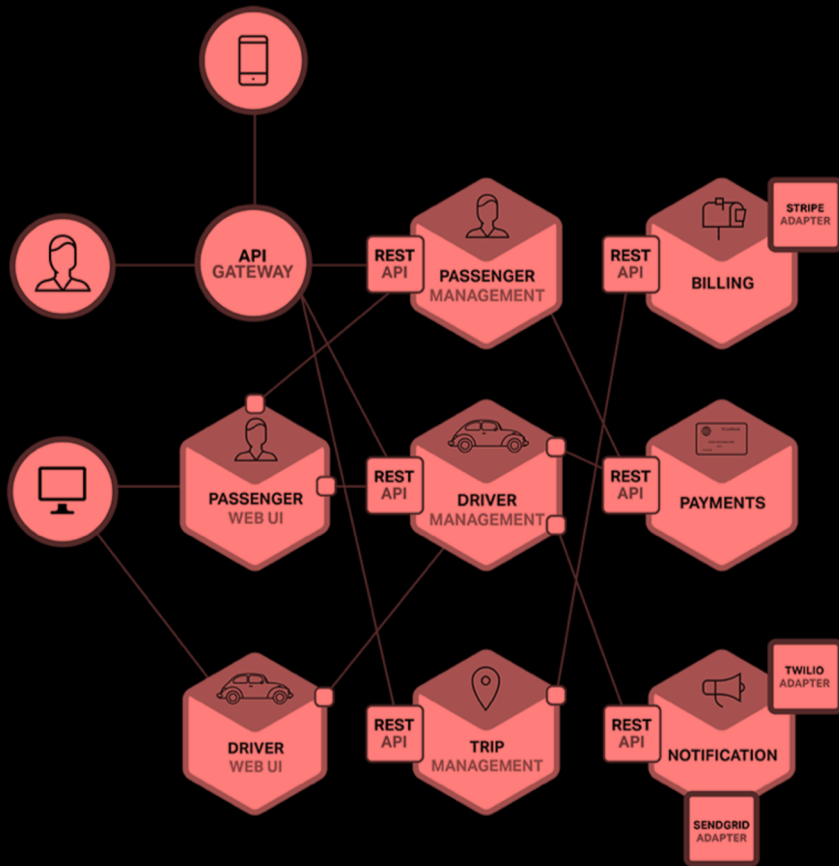 API
GATEWAY
REST
API
PASSENGER
MANAGEMENT
REST
API
BILLING
STRIPE
ADAPTER
PASSENGER
WEB UI
REST
API
DRIVER
MANAGEMENT
REST
API
PAYMENTS
DRIVER
WEB UI
REST
API
TRIP
MANAGEMENT
REST
API
NOTIFICATION
TWILIO
ADAPTER
SENDGRID
ADAPTER